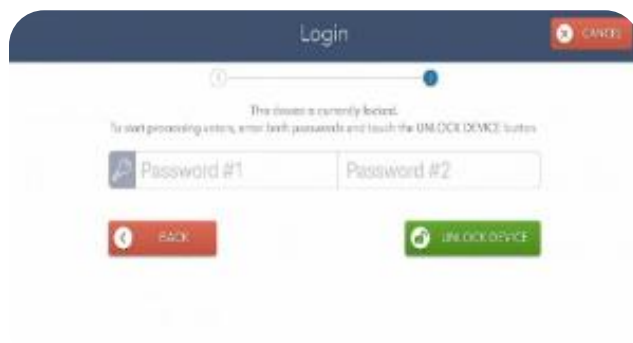 Login
CANCEL
This device is currently locked.
To start processing voters, enter both passwords and touch the UNLOCK DEVICE button
Password #1
Password #2
BACK
UNLOCK DEVICE